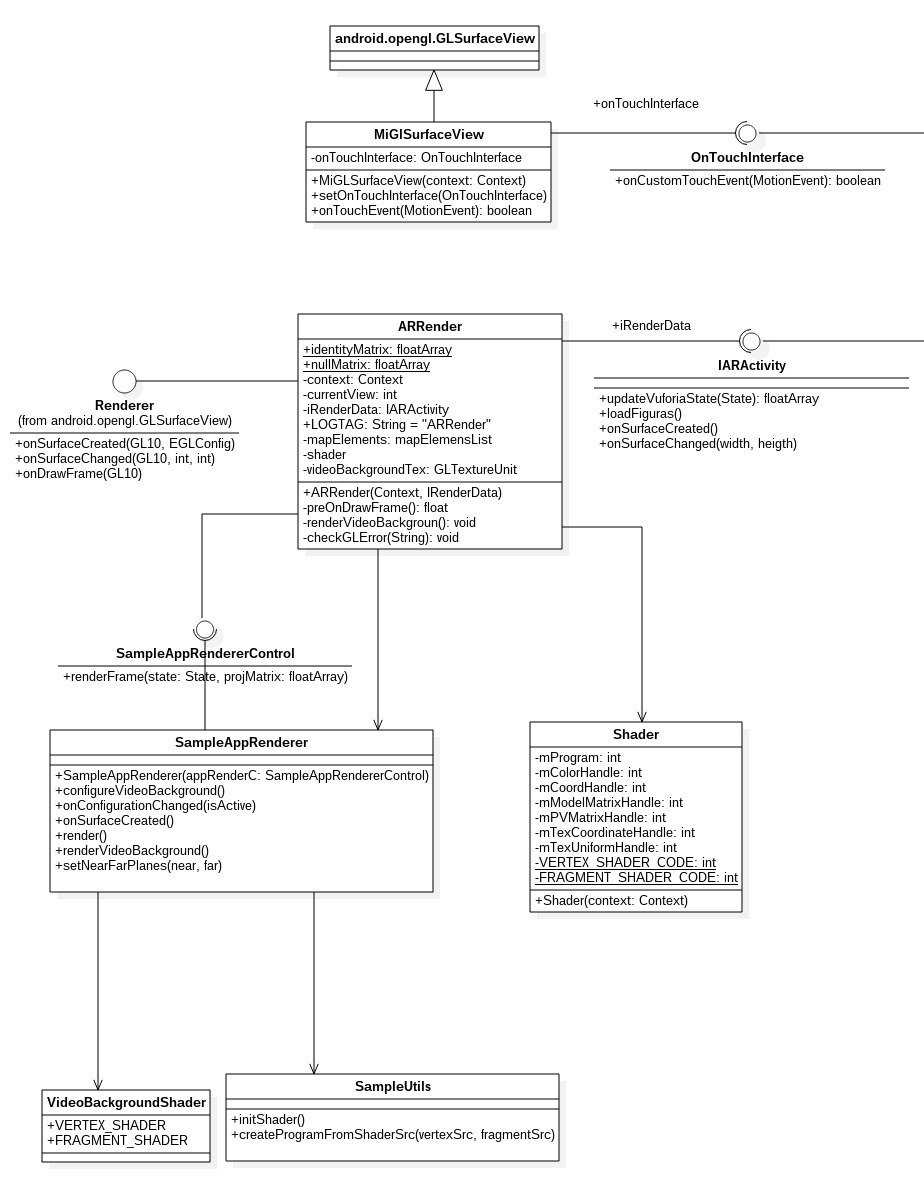 android.opengl.GLSurfaceView
+onTouchInterface
MiGlSurfaceView
-onTouchInterface: OnTouchInterface
+MiGLSurfaceView(context: Context)
+setOnTouchInterface(OnTouchInterface)
+onTouchEvent(MotionEvent): boolean
OnTouchInterface
+onCustomTouchEvent(MotionEvent): boolean
ARRender
+identityMatrix: floatArray
+nullMatrix: floatArray
-context: Context
-currentView: int
-iRenderData: IARActivity
+LOGTAG: String = "ARRender"
-mapElements: mapElemensList
-shader
-videoBackgroundTex: GLTextureUnit
+ARRender(Context, IRenderData)
-preOnDrawFrame(): float
-renderVideoBackgroun(): void
-checkGLError(String): void
+iRenderData
IARActivity
+updateVuforiaState(State): floatArray
+loadFiguras()
+onSurfaceCreated()
+onSurfaceChanged(width, heigth)
Renderer
(from android.opengl.GLSurfaceView)
+onSurfaceCreated(GL10, EGLConfig)
+onSurfaceChanged(GL10, int, int)
+onDrawFrame(GL10)
SampleAppRendererControl
+renderFrame(state: State, projMatrix: floatArray)
SampleAppRenderer
+SampleAppRenderer(appRenderC: SampleAppRendererControl)
+configureVideoBackground()
+onConfigurationChanged(isActive)
+onSurfaceCreated()
+render()
+renderVideoBackground()
+setNearFarPlanes(near, far)
Shader
-mProgram: int
-mColorHandle: int
-mCoordHandle: int
-mModelMatrixHandle: int
-mPVMatrixHandle: int
-mTexCoordinateHandle: int
-mTexUniformHandle: int
-VERTEX_SHADER_CODE: int
-FRAGMENT_SHADER_CODE: int
+Shader(context: Context)
VideoBackgroundShader
+VERTEX_SHADER
+FRAGMENT_SHADER
SampleUtils
+initShader()
+createProgramFromShaderSrc(vertexSrc, fragmentSrc)